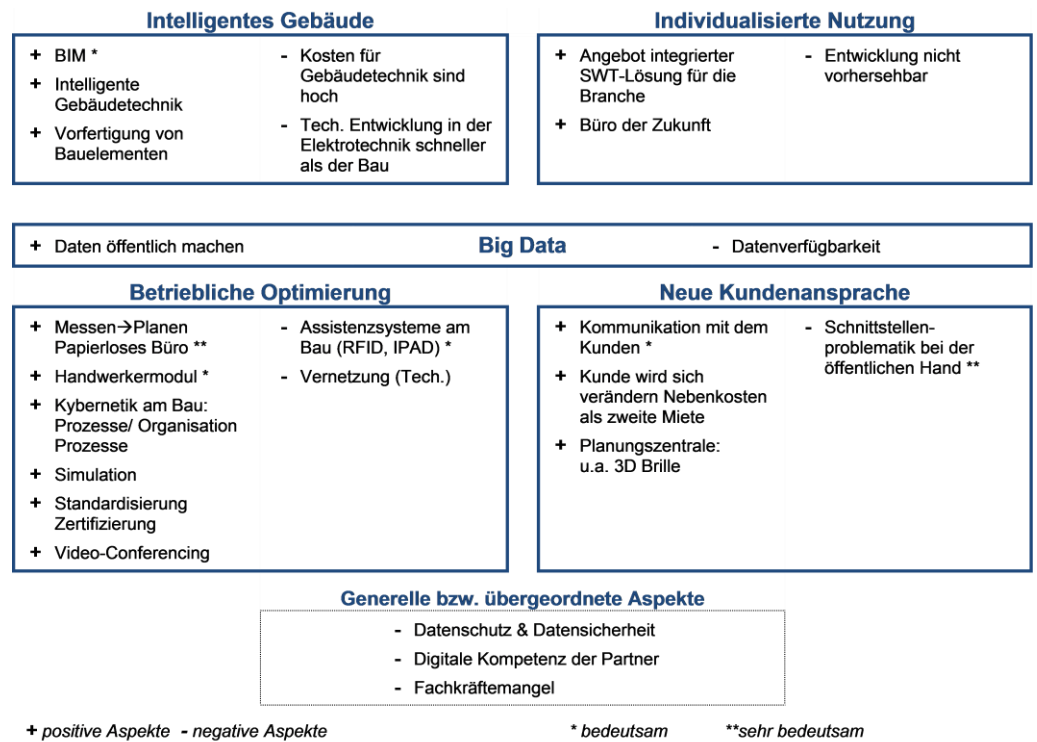 Intelligentes Gebäude
+ BIM *
+ Intelligente
Gebäudetechnik
+ Vorfertigung von
Bauelementen
- Kosten für
Gebäudetechnik sind
hoch
- Tech. Entwicklung in der
Elektrotechnik schneller
als der Bau
Individualisierte Nutzung
+ Angebot integrierter
SWT-Lösung für die
Branche
+ Büro der Zukunft
- Entwicklung nicht
vorhersehbar
+ Daten öffentlich machen
Big Data
- Datenverfügbarkeit
Betriebliche Optimierung
+ Messen→Planen
Papierloses Büro **
+ Handwerkermodul *
+ Kybernetik am Bau:
Prozesse/ Organisation
Prozesse
+ Simulation
+ Standardisierung
Zertifizierung
+ Video-Conferencing
- Assistenzsysteme am
Bau (RFID, IPAD) *
- Vernetzung (Tech.)
Neue Kundenansprache
+ Kommunikation mit dem
Kunden *
+ Kunde wird sich
verändern Nebenkosten
als zweite Miete
+ Planungszentrale:
u.a. 3D Brille
- Schnittstellen-
problematik bei der
öffentlichen Hand **
Generelle bzw. übergeordnete Aspekte
- Datenschutz & Datensicherheit
- Digitale Kompetenz der Partner
- Fachkräftemangel
+ positive Aspekte - negative Aspekte * bedeutsam **sehr bedeutsam